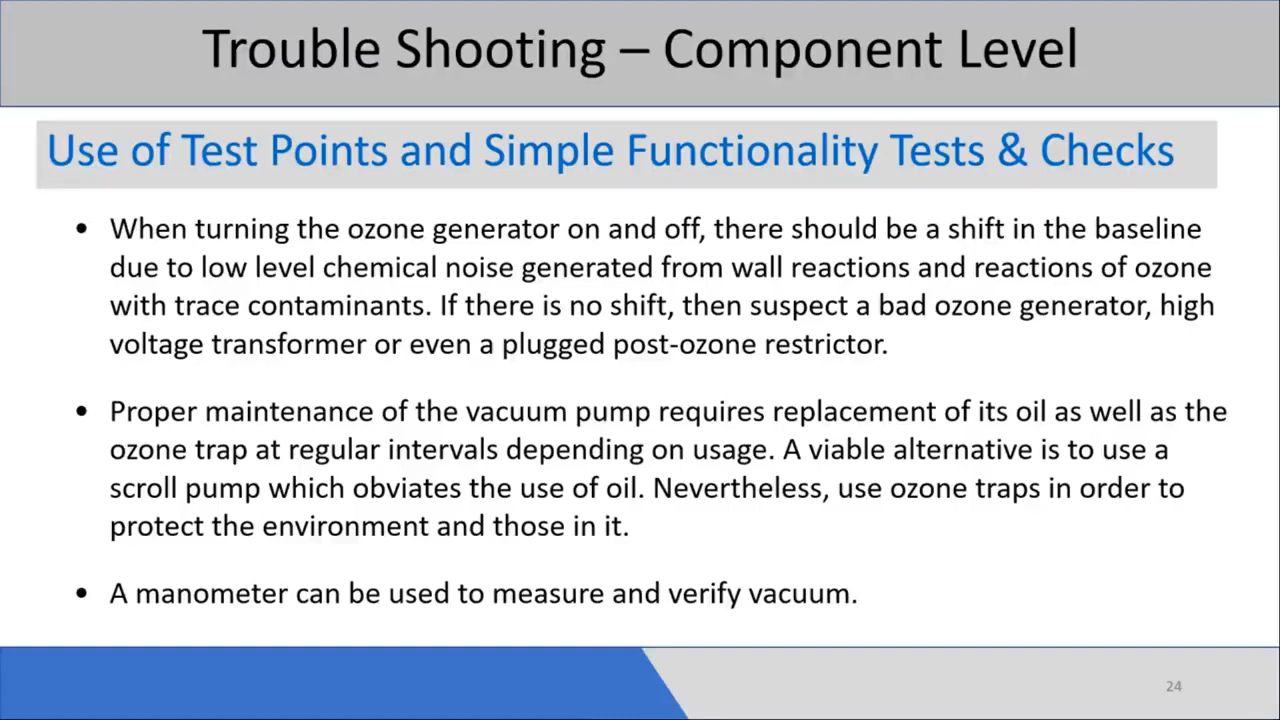 Trouble Shooting – Component Level
Use of Test Points and Simple Functionality Tests & Checks
• When turning the ozone generator on and off, there should be a shift in the baseline
due to low level chemical noise generated from wall reactions and reactions of ozone
with trace contaminants. If there is no shift, then suspect a bad ozone generator, high
voltage transformer or even a plugged post-ozone restrictor.
• Proper maintenance of the vacuum pump requires replacement of its oil as well as the
ozone trap at regular intervals depending on usage. A viable alternative is to use a
scroll pump which obviates the use of oil. Nevertheless, use ozone traps in order to
protect the environment and those in it.
• A manometer can be used to measure and verify vacuum.
24